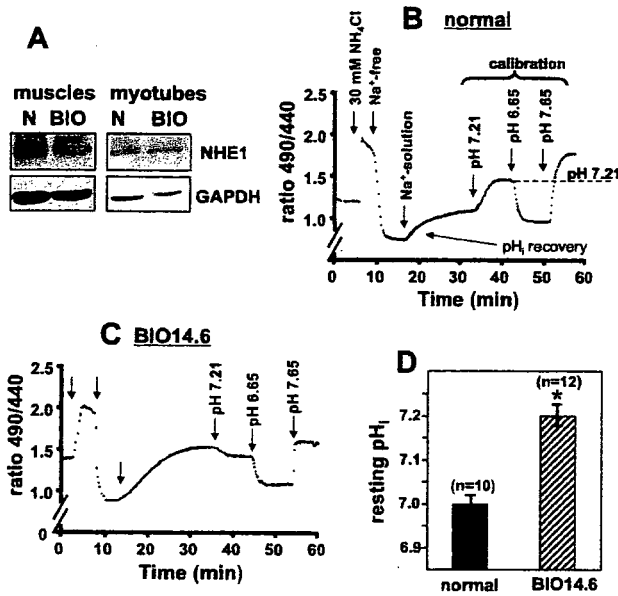 A
muscles myotubes
N BIO N BIO
NHE1
GAPDH
B normal
30 mM NH₄Cl
Na⁺-free
calibration
Na⁺-solution
pH 7.21
pH 6.65
pH 7.65
pH 7.21
pHᵢ recovery
ratio 490/440
2.5
2.0
1.5
1.0
0
0 10 20 30 40 50 60
Time (min)
C BIO14.6
pH 7.21
pH 6.65
pH 7.65
ratio 490/440
2.5
2.0
1.5
1.0
0
0 10 20 30 40 50 60
Time (min)
D
(n=12)
*
(n=10)
resting pHᵢ
7.2
7.2
7.0
6.9
normal BIO14.6